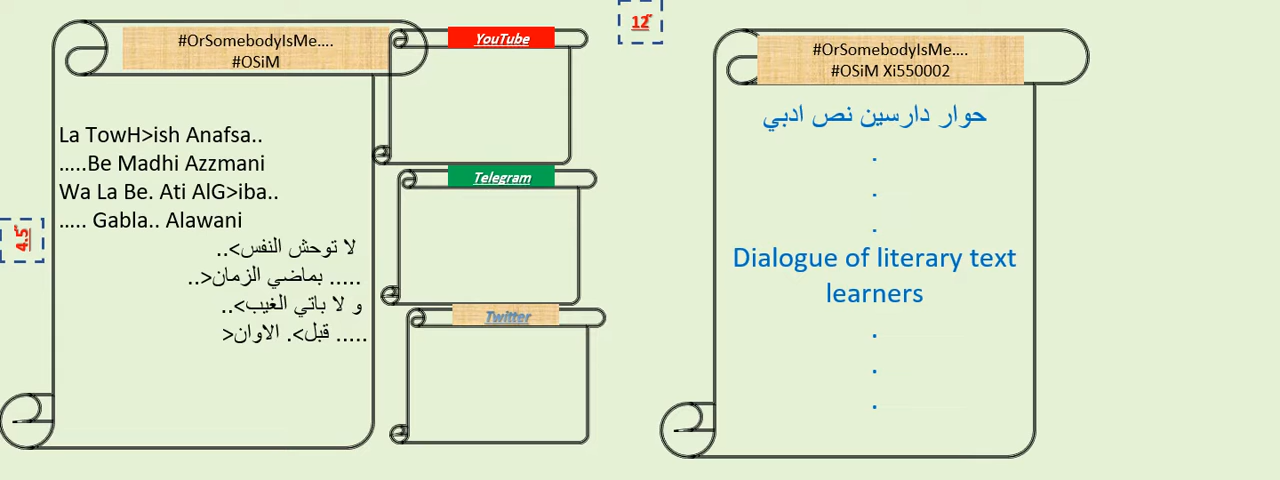 #OrSomebodyIsMe....
#OSiM
La TowH>ish Anafsa..
.....Be Madhi Azzmani
Wa La Be. Ati AlG>iba..
..... Gabla.. Alawani
لا توحش النفس>..
..... بماضي الزمان>..
و لا باتي الغيب>..
..... قبل>. الاوان>
4.5"
YouTube
Telegram
Twitter
12"
#OrSomebodyIsMe....
#OSiM Xi550002
حوار دارسين نص ادبي
.
.
.
Dialogue of literary text
learners
.
.
.